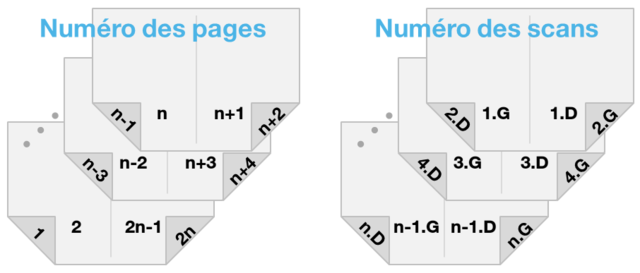 Numéro des pages
n-1 n n+1 n+2
n-3 n-2 n+3 n+4
1 2 2n-1 2n
Numéro des scans
2.D 1.G 1.D 2.G
4.D 3.G 3.D 4.G
n.D n-1.G n-1.D n.G